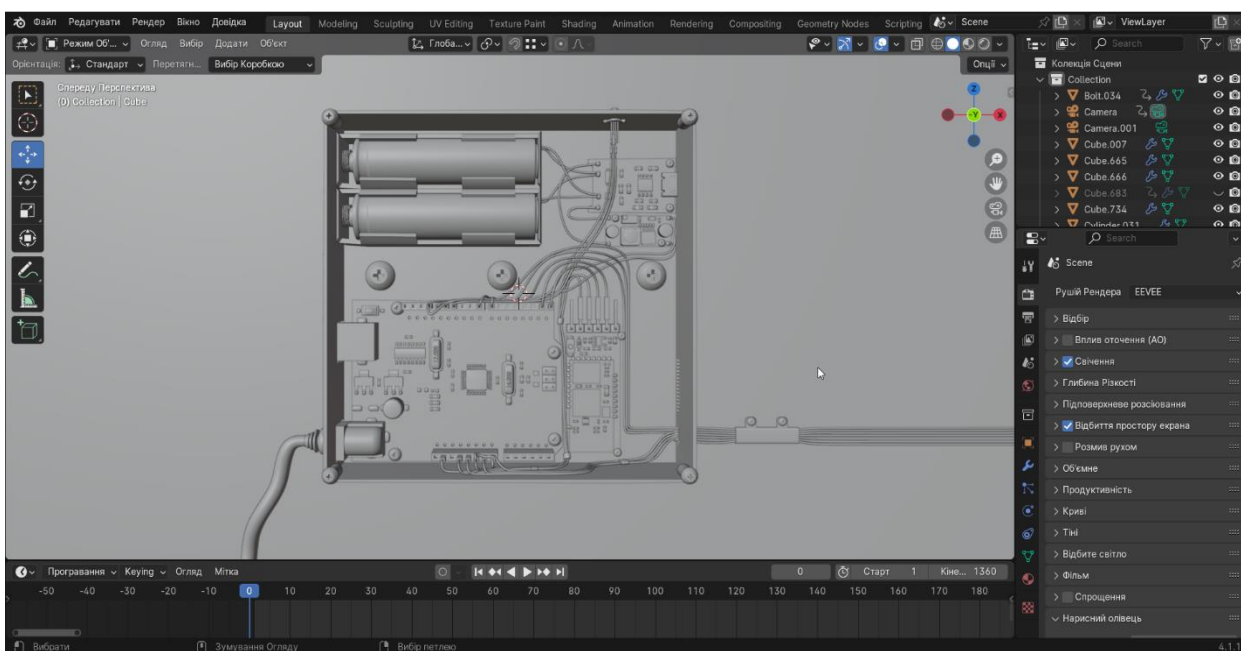 Файл Редагувати Рендер Вікно Довідка Layout Modeling Sculpting UV Editing Texture Paint Shading Animation Rendering Compositing Geometry Nodes Scripting Scene ViewLayer
Режим Об'... Огляд Вибір Додати Об'єкт Глоба... Search
Орієнтація: Стандарт Перетягн... Вибір Коробкою Опції
Спереду Перспектива
(0) Collection | Cube
Z
-Y X
Колекція Сцени
Collection
Bolt.034
Camera
Camera.001
Cube.007
Cube.665
Cube.666
Cube.683
Cube.734
Cylinder.031
Search
Scene
Рушій Рендера EEVEE
Відбір
Вплив оточення (AO)
Свічення
Глибина Різкості
Підповерхневе розсіювання
Відбиття простору екрана
Розмив рухом
Об'ємне
Продуктивність
Криві
Тіні
Відбите світло
Фільм
Спрощення
Нарисний олівець
Програвання Keying Огляд Мітка 0 Старт 1 Кіне... 1360
-50 -40 -30 -20 -10 0 10 20 30 40 50 60 70 80 90 100 110 120 130 140 150 160 170 180
Вибрати Зумування Огляду Вибір петлею 4.1.1